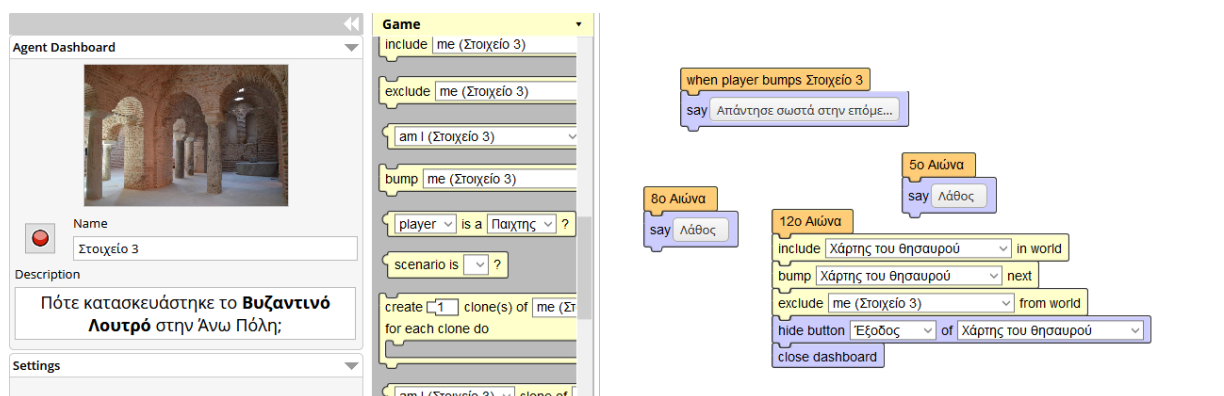 Agent Dashboard
Name
Στοιχείο 3
Description
Πότε κατασκευάστηκε το Βυζαντινό
Λουτρό στην Άνω Πόλη;
Settings
Game
include me (Στοιχείο 3)
exclude me (Στοιχείο 3)
am I (Στοιχείο 3)
bump me (Στοιχείο 3)
player is a Παιχτης ?
scenario is ?
create 1 clone(s) of me (Στ
for each clone do
am I (Στοιχείο 3) clone of
when player bumps Στοιχείο 3
say Απάντησε σωστά στην επόμε...
5ο Αιώνα
say Λάθος
8ο Αιώνα
say Λάθος
12ο Αιώνα
include Χάρτης του θησαυρού in world
bump Χάρτης του θησαυρού next
exclude me (Στοιχείο 3) from world
hide button Έξοδος of Χάρτης του θησαυρού
close dashboard